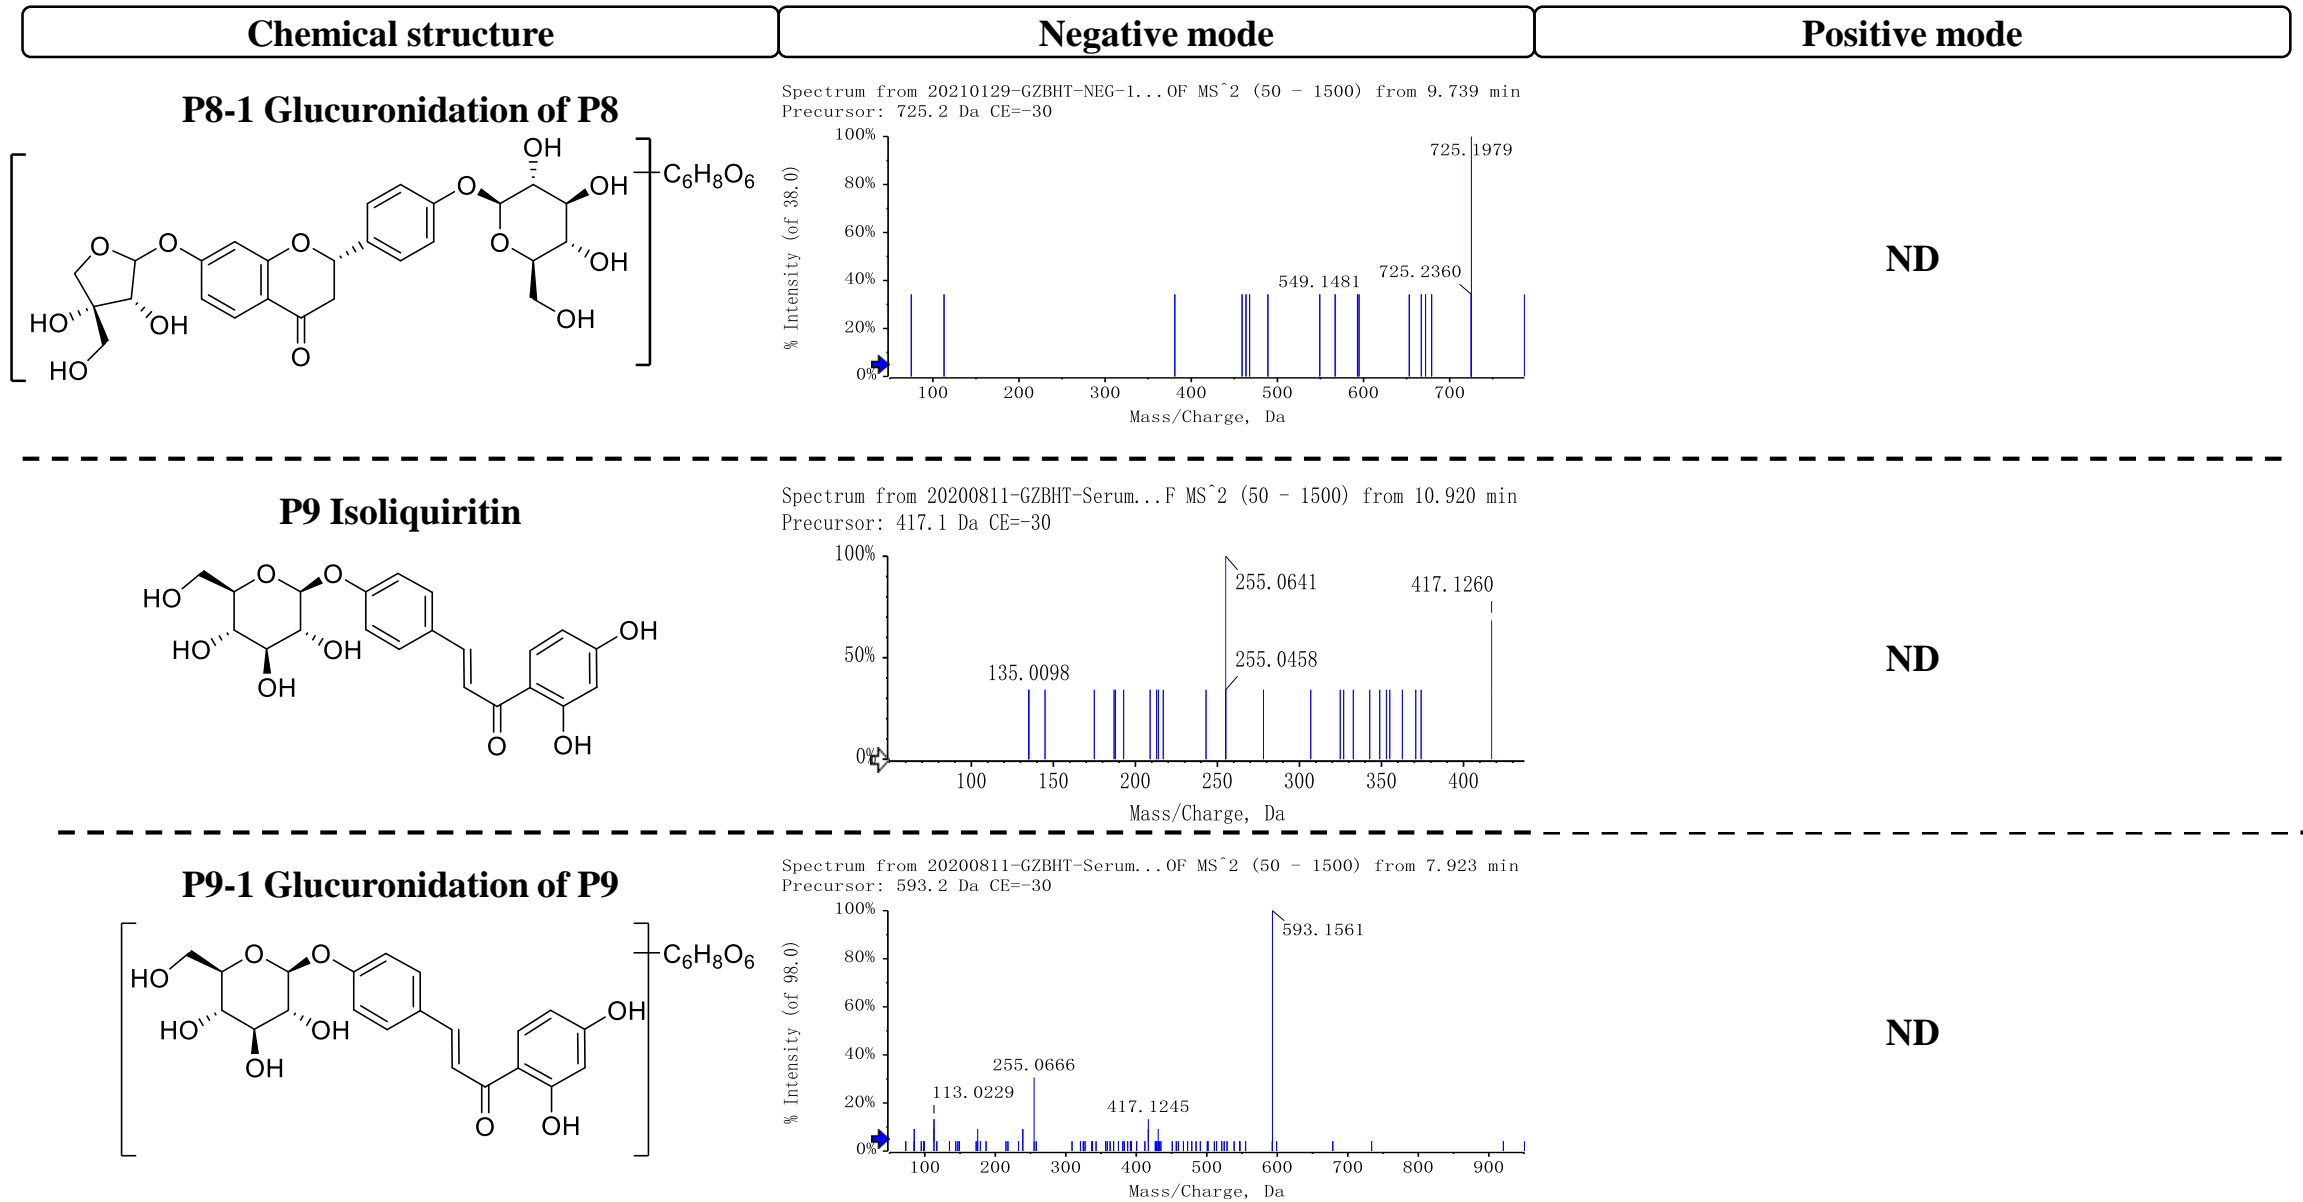 Chemical structure
Negative mode
Positive mode
P8-1 Glucuronidation of P8
OH
O
OH
C6H8O6
O
OH
OH
O
O
O
HO
OH
HO
O
Spectrum from 20210129-GZBHT-NEG-1...OF MS^2 (50 - 1500) from 9.739 min
Precursor: 725.2 Da CE=-30
% Intensity (of 38.0)
100%
80%
60%
40%
20%
0%
725.1979
725.2360
549.1481
100
200
300
400
500
600
700
Mass/Charge, Da
ND
P9 Isoliquiritin
HO
O
O
HO
OH
OH
OH
O
OH
Spectrum from 20200811-GZBHT-Serum...F MS^2 (50 - 1500) from 10.920 min
Precursor: 417.1 Da CE=-30
100%
50%
0%
255.0641
417.1260
255.0458
135.0098
100
150
200
250
300
350
400
Mass/Charge, Da
ND
P9-1 Glucuronidation of P9
HO
O
O
C6H8O6
HO
OH
OH
OH
O
OH
Spectrum from 20200811-GZBHT-Serum...OF MS^2 (50 - 1500) from 7.923 min
Precursor: 593.2 Da CE=-30
% Intensity (of 98.0)
100%
80%
60%
40%
20%
0%
593.1561
255.0666
113.0229
417.1245
100
200
300
400
500
600
700
800
900
Mass/Charge, Da
ND